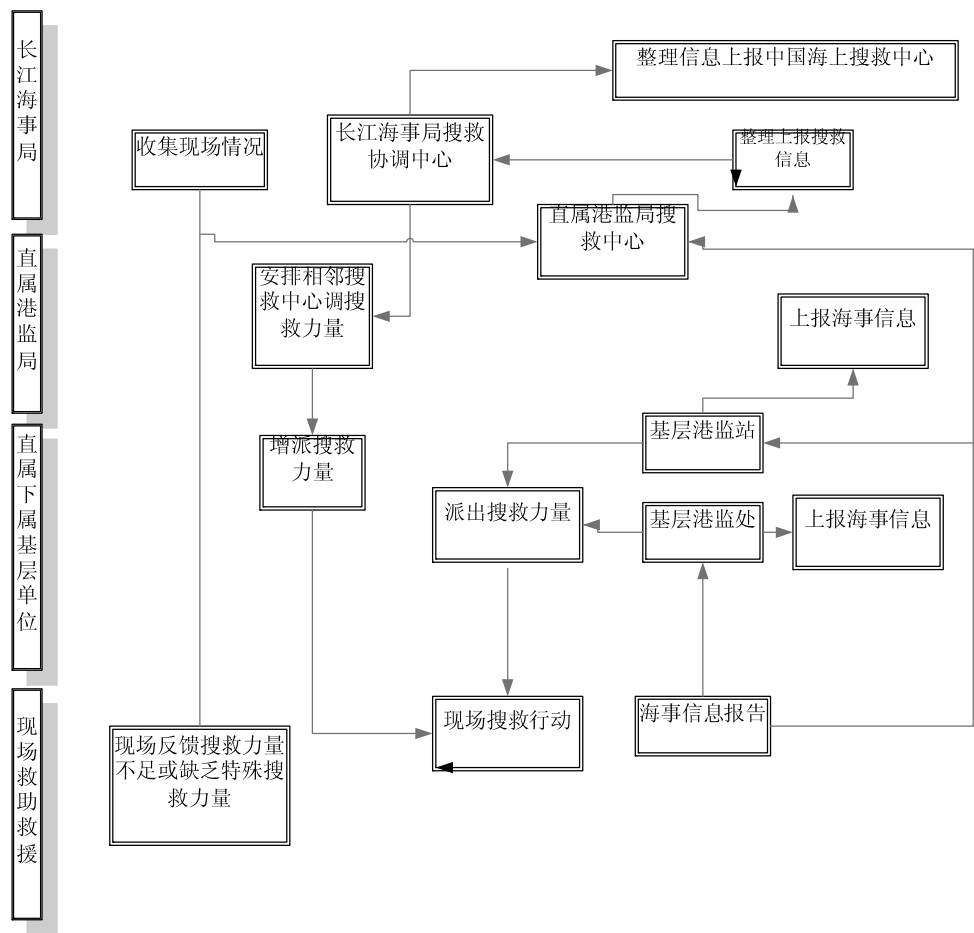 长江海事局
直属港监局
直属下属基层单位
现场救助救援
整理信息上报中国海上搜救中心
长江海事局搜救
协调中心
收集现场情况
整理上报搜救
信息
直属港监局搜
救中心
安排相邻搜
救中心调搜
救力量
上报海事信息
基层港监站
增派搜救
力量
派出搜救力量
基层港监处
上报海事信息
现场搜救行动
海事信息报告
现场反馈搜救力量
不足或缺乏特殊搜
救力量